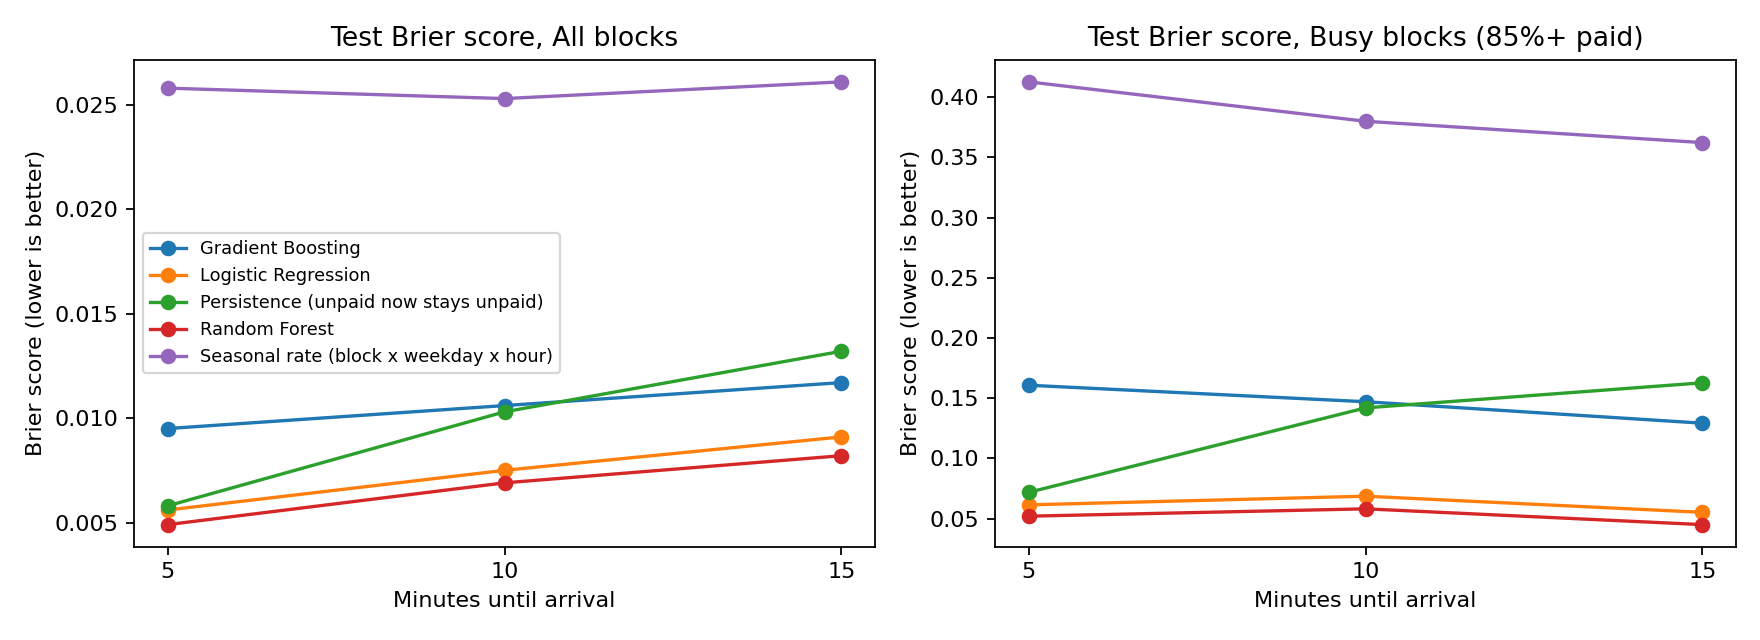 Test Brier score, All blocks
Brier score (lower is better)
0.025
0.020
0.015
0.010
0.005
Gradient Boosting
Logistic Regression
Persistence (unpaid now stays unpaid)
Random Forest
Seasonal rate (block x weekday x hour)
5 10 15
Minutes until arrival
Test Brier score, Busy blocks (85%+ paid)
Brier score (lower is better)
0.40
0.35
0.30
0.25
0.20
0.15
0.10
0.05
5 10 15
Minutes until arrival